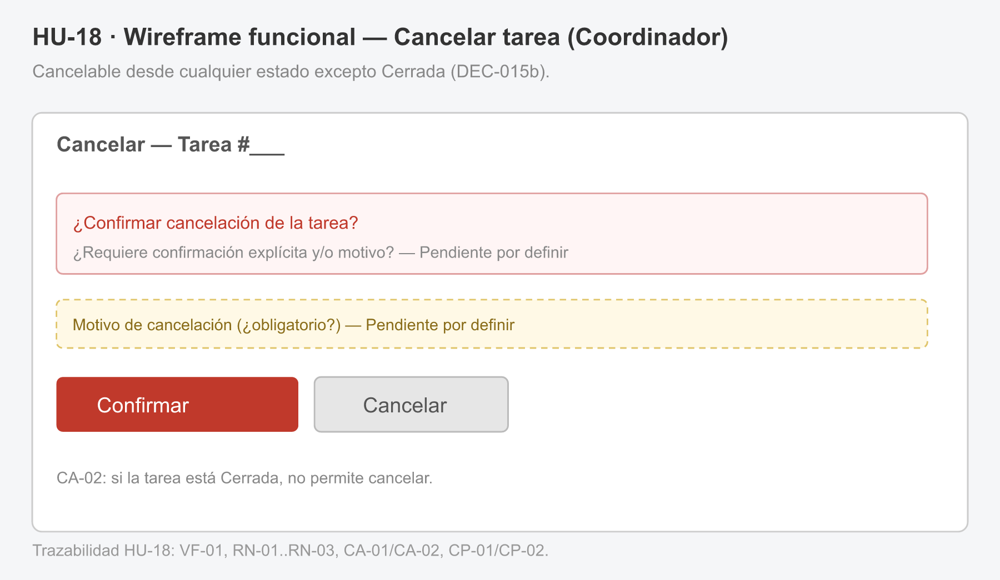 HU-18 · Wireframe funcional — Cancelar tarea (Coordinador)
Cancelable desde cualquier estado excepto Cerrada (DEC-015b).
Cancelar — Tarea #___
¿Confirmar cancelación de la tarea?
¿Requiere confirmación explícita y/o motivo? — Pendiente por definir
Motivo de cancelación (¿obligatorio?) — Pendiente por definir
Confirmar
Cancelar
CA-02: si la tarea está Cerrada, no permite cancelar.
Trazabilidad HU-18: VF-01, RN-01..RN-03, CA-01/CA-02, CP-01/CP-02.